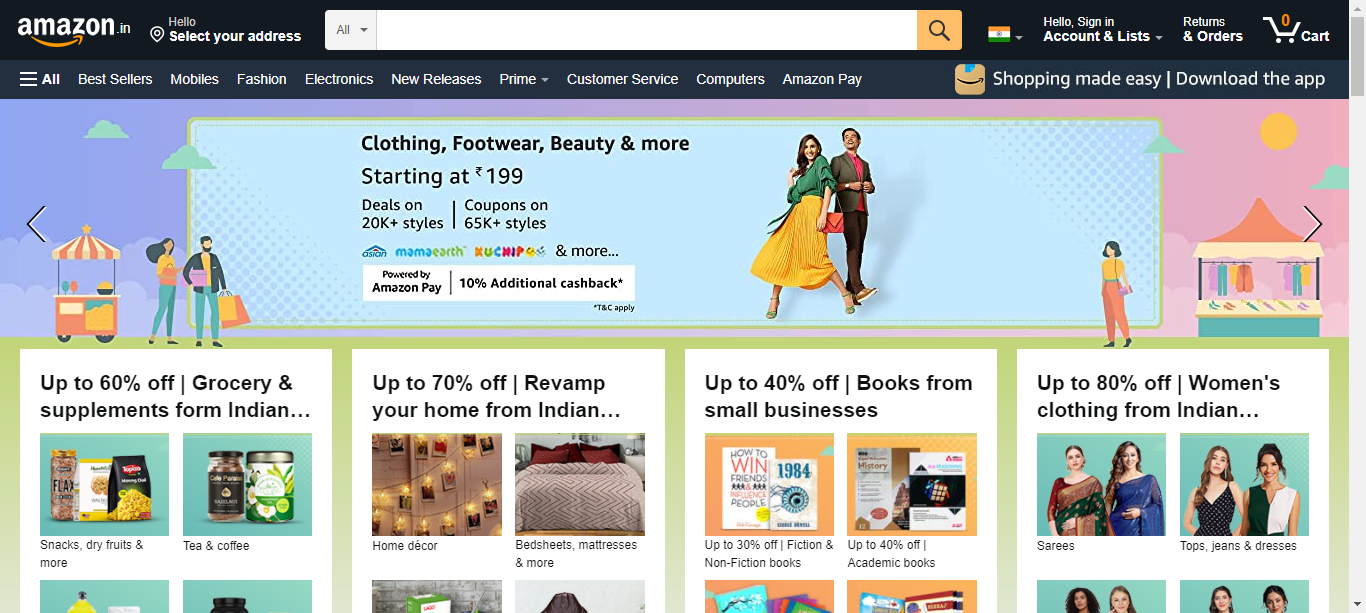 amazon.in
Hello
Select your address
All
Hello, Sign in
Account & Lists
Returns
& Orders
0
Cart
All
Best Sellers
Mobiles
Fashion
Electronics
New Releases
Prime
Customer Service
Computers
Amazon Pay
Shopping made easy | Download the app
Clothing, Footwear, Beauty & more
Starting at ₹199
Deals on
20K+ styles
Coupons on
65K+ styles
asian mamaearth KUCHIPOO & more...
Powered by
Amazon Pay
10% Additional cashback*
*T&C apply
Up to 60% off | Grocery &
supplements form Indian…
Up to 70% off | Revamp
your home from Indian…
Up to 40% off | Books from
small businesses
Up to 80% off | Women's
clothing from Indian…
FLAX
Topizo
Moong Dal
HAZELNUT
HOW TO
WIN
FRIENDS
&
INFLUENCE
PEOPLE
1984
GEORGE ORWELL
History
12
Snacks, dry fruits &
more
Tea & coffee
Home décor
Bedsheets, mattresses
& more
Up to 30% off | Fiction &
Non-Fiction books
Up to 40% off |
Academic books
Sarees
Tops, jeans & dresses